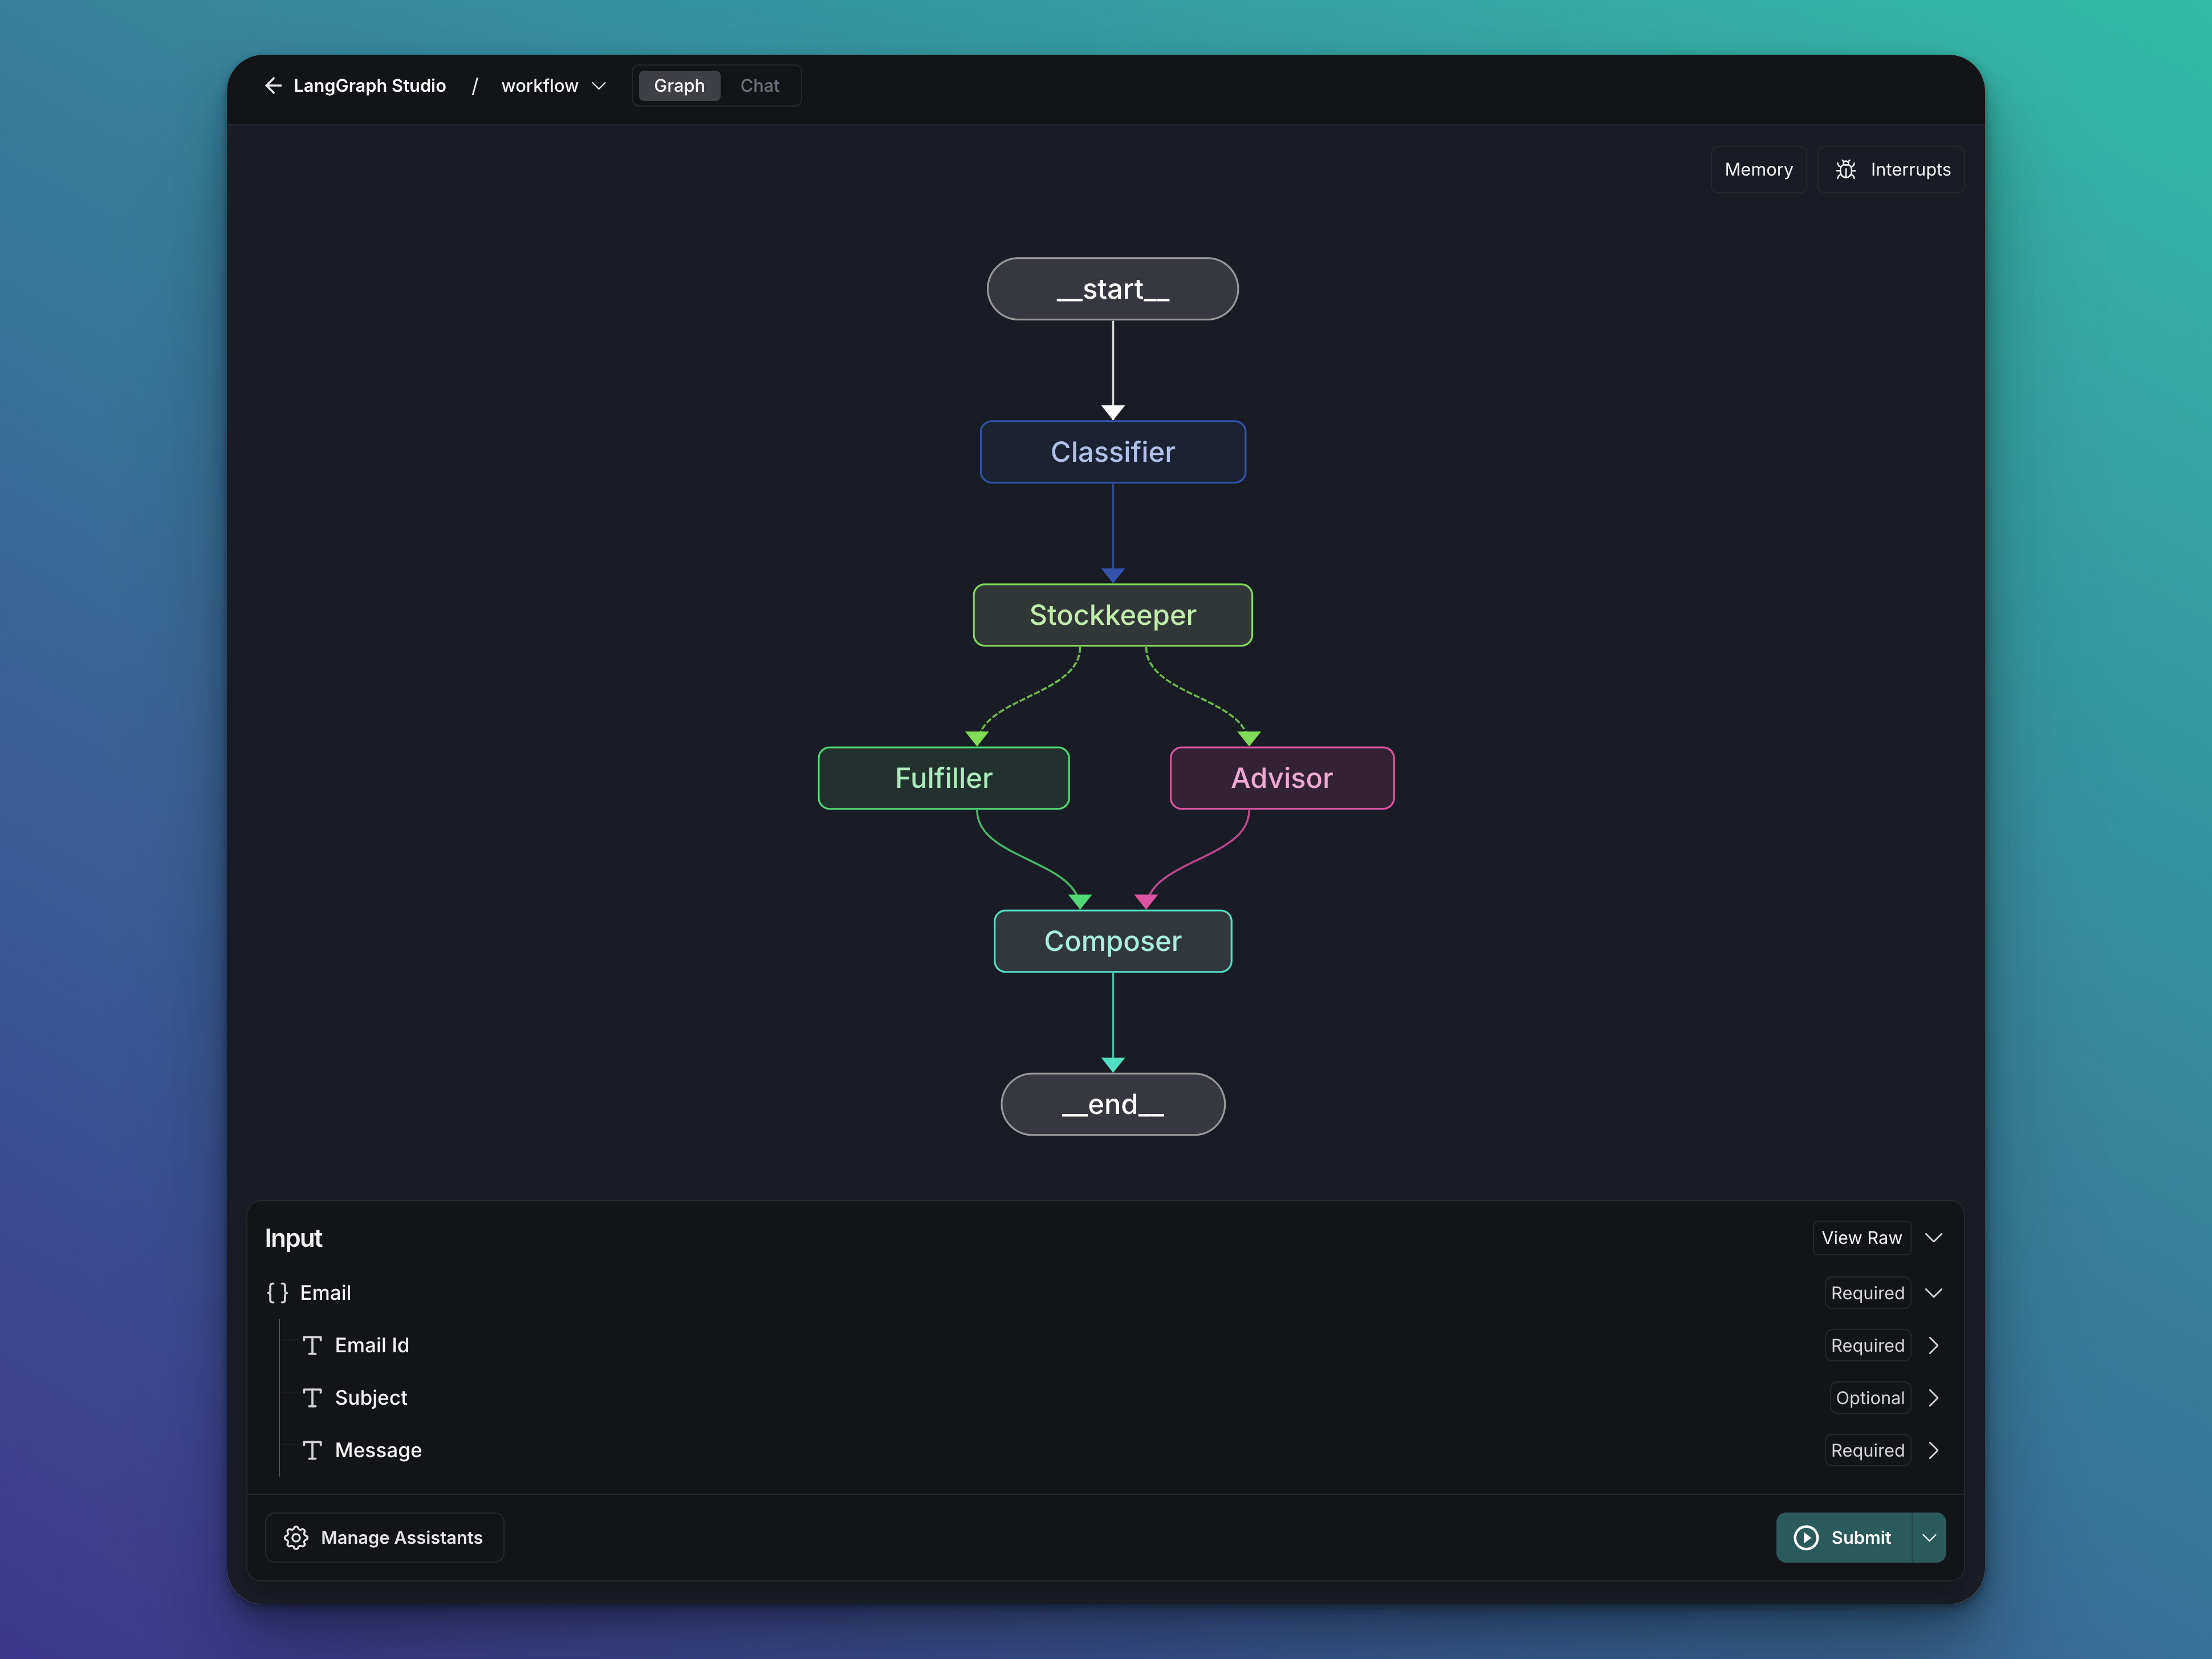 LangGraph Studio / workflow Graph Chat
Memory Interrupts
__start__
Classifier
Stockkeeper
Fulfiller Advisor
Composer
__end__
Input View Raw
{ } Email Required
Email Id Required
Subject Optional
Message Required
Manage Assistants Submit